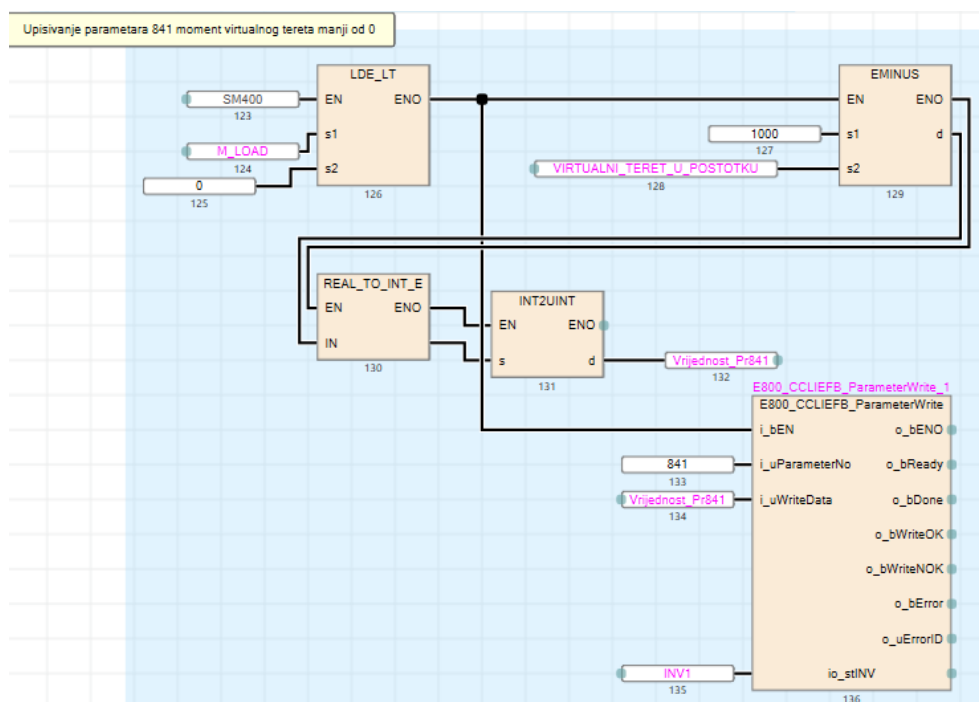 Upisivanje parametara 841 moment virtualnog tereta manji od 0
LDE_LT
SM400
EN ENO
123
M_LOAD
s1
124
0
s2
125
126
EMINUS
EN ENO
1000
s1 d
127
VIRTUALNI_TERET_U_POSTOTKU
s2
128
129
REAL_TO_INT_E
EN ENO
IN
130
INT2UINT
EN ENO
s d
131
Vrijednost_Pr841
132
E800_CCLIEFB_ParameterWrite_1
E800_CCLIEFB_ParameterWrite
i_bEN o_bENO
841
i_uParameterNo o_bReady
133
Vrijednost_Pr841
i_uWriteData o_bDone
134
o_bWriteOK
o_bWriteNOK
o_bError
o_uErrorID
INV1
io_stINV
135
136